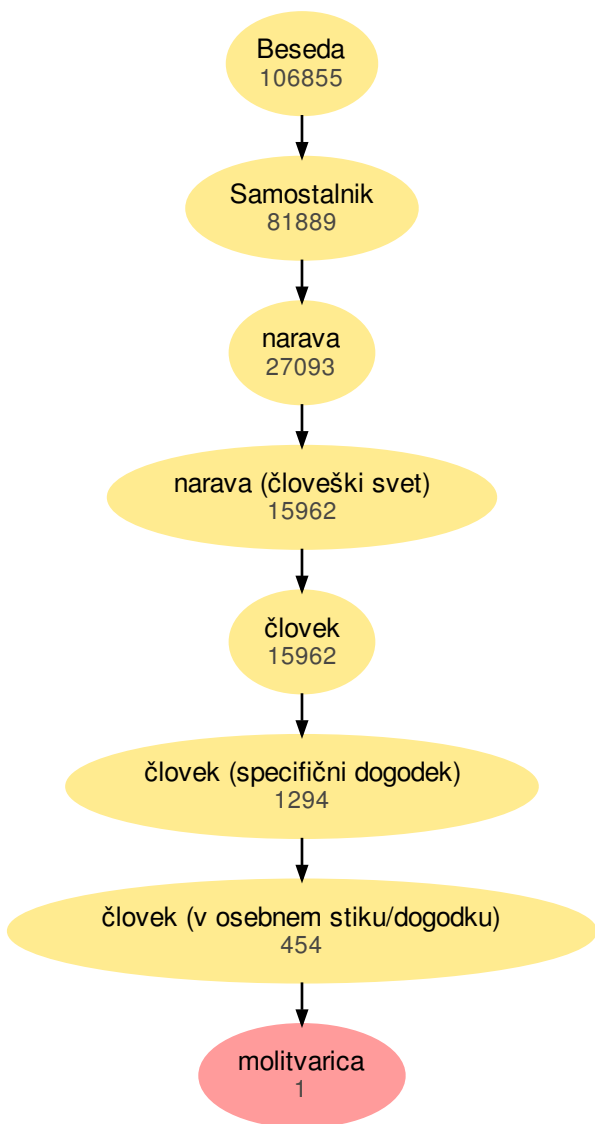 Beseda
106855
Samostalnik
81889
narava
27093
narava (človeški svet)
15962
človek
15962
človek (specifični dogodek)
1294
človek (v osebnem stiku/dogodku)
454
molitvarica
1